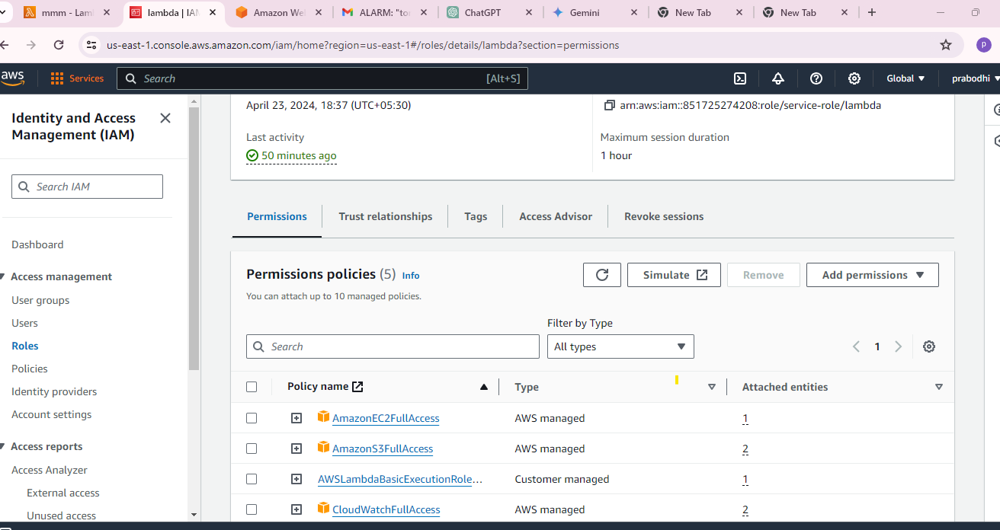 mmm - Lam
lambda | IAM
Amazon We
ALARM: "to
ChatGPT
Gemini
New Tab
New Tab
us-east-1.console.aws.amazon.com/iam/home?region=us-east-1#/roles/details/lambda?section=permissions
P
aws
Services
Search
[Alt+S]
Global
prabodhi
Identity and Access
Management (IAM)
Search IAM
Dashboard
Access management
User groups
Users
Roles
Policies
Identity providers
Account settings
Access reports
Access Analyzer
External access
Unused access
April 23, 2024, 18:37 (UTC+05:30)
arn:aws:iam::851725274208:role/service-role/lambda
Last activity
50 minutes ago
Maximum session duration
1 hour
Permissions
Trust relationships
Tags
Access Advisor
Revoke sessions
Permissions policies (5) Info
You can attach up to 10 managed policies.
Simulate
Remove
Add permissions
Filter by Type
Search
All types
1
Policy name
Type
Attached entities
AmazonEC2FullAccess
AWS managed
1
AmazonS3FullAccess
AWS managed
2
AWSLambdaBasicExecutionRole...
Customer managed
1
CloudWatchFullAccess
AWS managed
2